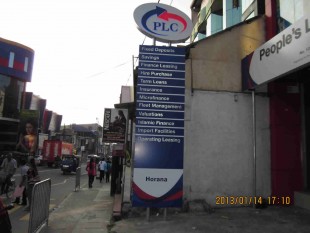 PLC
Fixed Deposits
Savings
Finance Leasing
Hire Purchase
Term Loans
Insurance
Microfinance
Fleet Management
Valuations
Islamic Finance
Import Facilities
Operating Leasing
Horana
People's L
2013/01/14 17:10